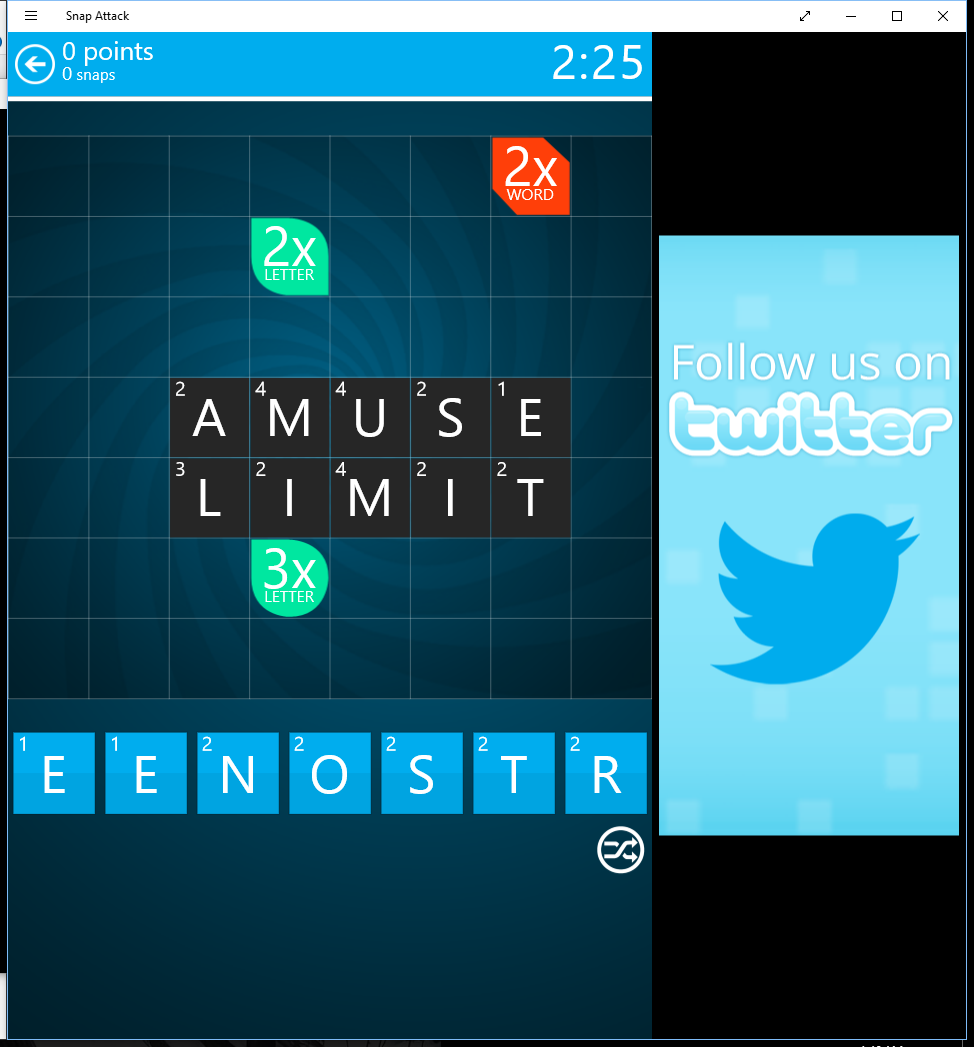 Snap Attack
0 points
0 snaps
2:25
2x
WORD
2x
LETTER
2 A 4 M 4 U 2 S 1 E
3 L 2 I 4 M 2 I 2 T
3x
LETTER
1 E 1 E 2 N 2 O 2 S 2 T 2 R
Follow us on
twitter